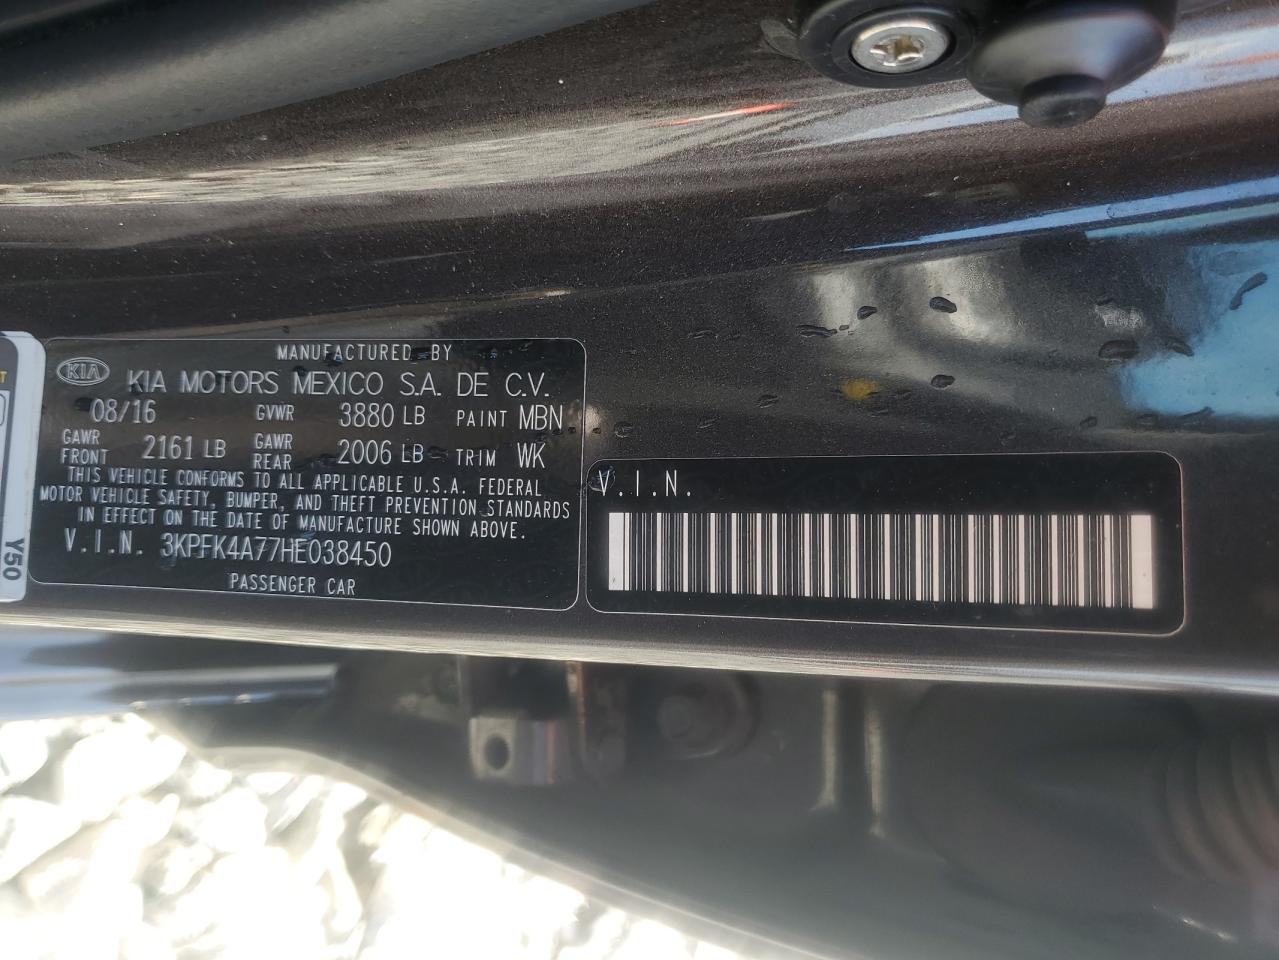 KIA
MANUFACTURED BY
KIA MOTORS MEXICO S.A. DE C.V.
08/16 GVWR 3880 LB PAINT MBN
GAWR FRONT 2161 LB GAWR REAR 2006 LB TRIM WK
THIS VEHICLE CONFORMS TO ALL APPLICABLE U.S.A. FEDERAL
MOTOR VEHICLE SAFETY, BUMPER, AND THEFT PREVENTION STANDARDS
IN EFFECT ON THE DATE OF MANUFACTURE SHOWN ABOVE.
V.I.N. 3KPFK4A77HE038450
PASSENGER CAR
V.I.N.
Y50